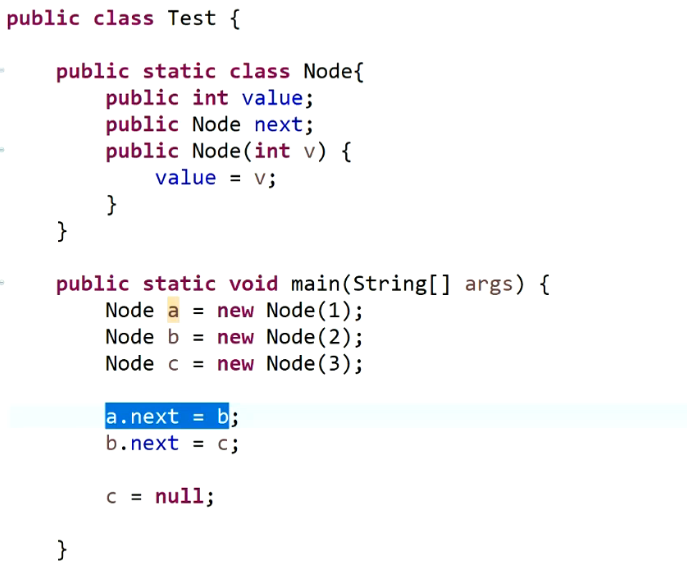 public class Test {
public static class Node{
public int value;
public Node next;
public Node(int v) {
value = v;
}
}
public static void main(String[] args) {
Node a = new Node(1);
Node b = new Node(2);
Node c = new Node(3);
a.next = b;
b.next = c;
c = null;
}